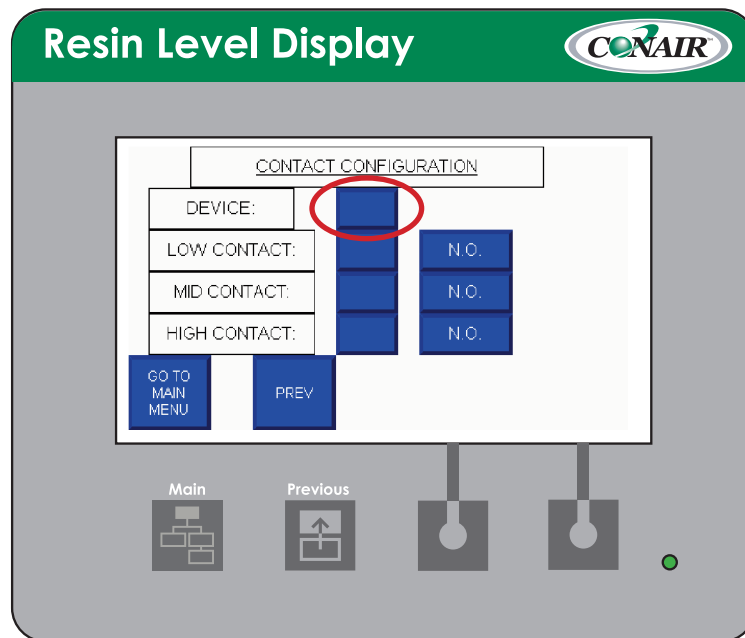 Resin Level Display
CONAIR
CONTACT CONFIGURATION
DEVICE:
LOW CONTACT: N.O.
MID CONTACT: N.O.
HIGH CONTACT: N.O.
GO TO
MAIN
MENU
PREV
Main
Previous